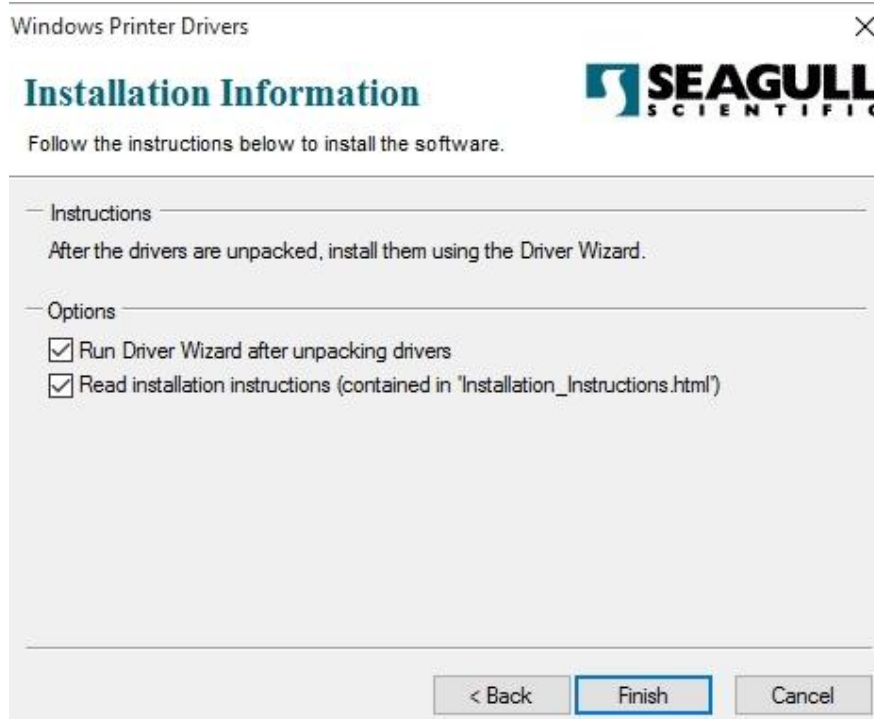 Windows Printer Drivers
Installation Information
SEAGULL
SCIENTIFIC
Follow the instructions below to install the software.
Instructions
After the drivers are unpacked, install them using the Driver Wizard.
Options
Run Driver Wizard after unpacking drivers
Read installation instructions (contained in 'Installation_Instructions.html')
< Back
Finish
Cancel